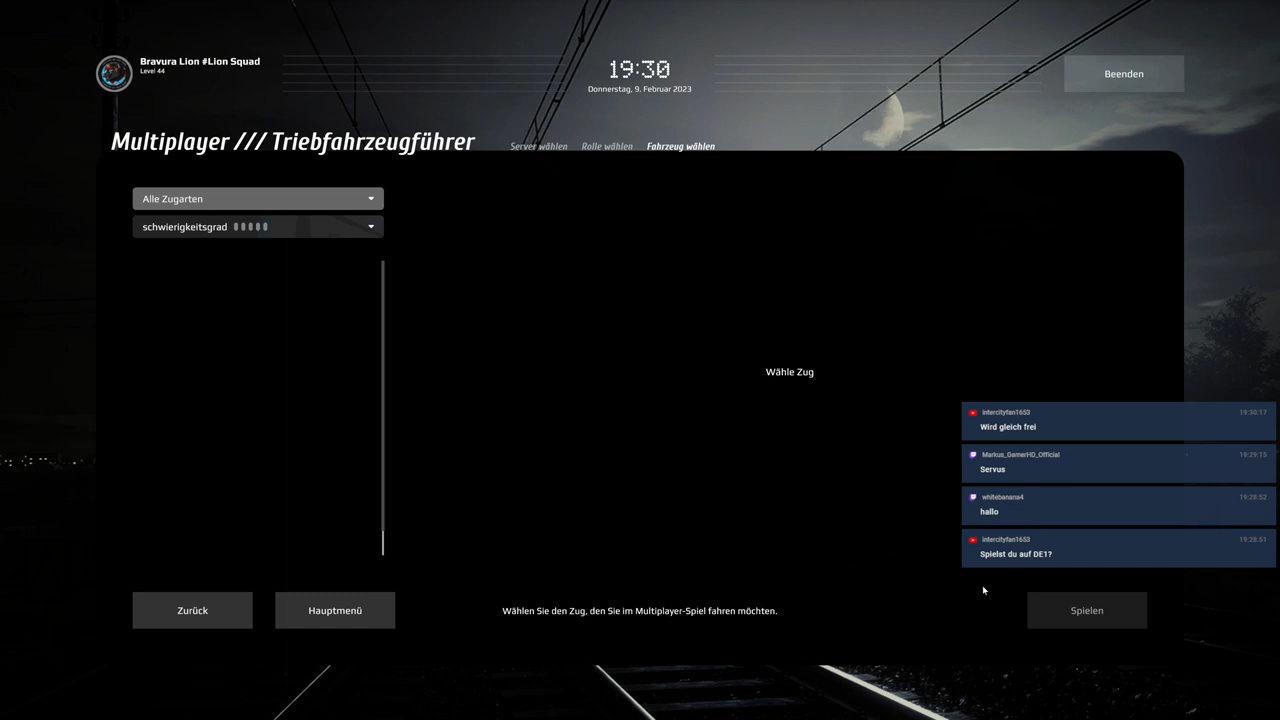 Bravura Lion #Lion Squad
Level 44
19:30
Donnerstag, 9. Februar 2023
Beenden
Multiplayer /// Triebfahrzeugführer
Server wählen
Rolle wählen
Fahrzeug wählen
Alle Zugarten
schwierigkeitsgrad
Wähle Zug
intercityfan1653
19:30:17
Wird gleich frei
Markus_GamerHD_Official
19:29:15
Servus
whitebanana4
19:28:52
hallo
intercityfan1653
19:28:51
Spielst du auf DE1?
Zurück
Hauptmenü
Wählen Sie den Zug, den Sie im Multiplayer-Spiel fahren möchten.
Spielen